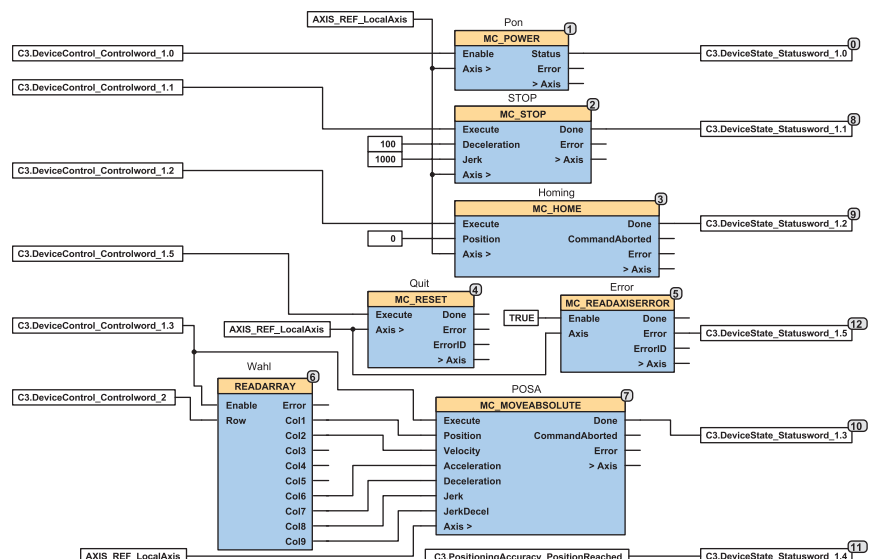 AXIS_REF_LocalAxis
Pon
1
MC_POWER
0
C3.DeviceControl_Controlword_1.0
Enable Status
C3.DeviceState_Statusword_1.0
Axis > Error
> Axis
C3.DeviceControl_Controlword_1.1
STOP
2
MC_STOP
8
Execute Done
C3.DeviceState_Statusword_1.1
100
Deceleration Error
1000
Jerk > Axis
Axis >
C3.DeviceControl_Controlword_1.2
Homing
3
MC_HOME
9
Execute Done
C3.DeviceState_Statusword_1.2
0
Position CommandAborted
Axis > Error
> Axis
C3.DeviceControl_Controlword_1.5
Quit
4
MC_RESET
Execute Done
Axis > Error
ErrorID
> Axis
Error
5
MC_READAXISERROR
TRUE
Enable Done
Axis Error
ErrorID
> Axis
12
C3.DeviceState_Statusword_1.5
C3.DeviceControl_Controlword_1.3
AXIS_REF_LocalAxis
Wahl
6
READARRAY
C3.DeviceControl_Controlword_2
Enable Error
Row Col1
Col2
Col3
Col4
Col5
Col6
Col7
Col8
Col9
POSA
7
MC_MOVEABSOLUTE
Execute Done
Position CommandAborted
Velocity Error
Acceleration > Axis
Deceleration
Jerk
JerkDecel
Axis >
10
C3.DeviceState_Statusword_1.3
11
AXIS_REF_LocalAxis
C3.PositioningAccuracy_PositionReached
C3.DeviceState_Statusword_1.4